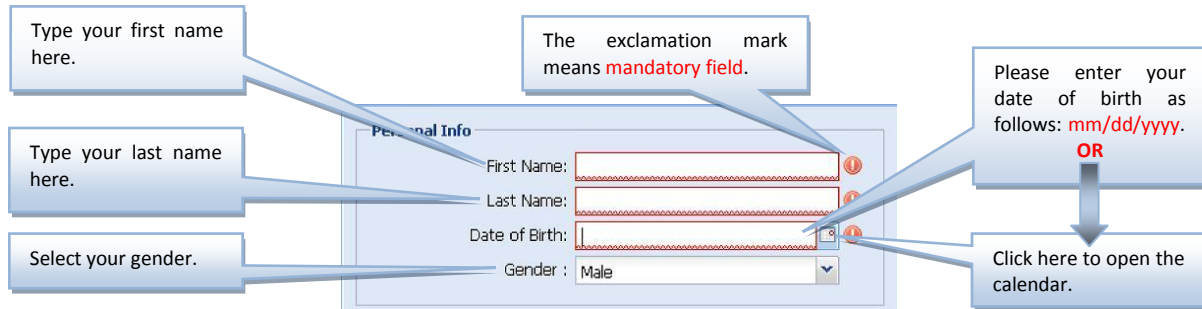 Type your first name
here.
The exclamation mark
means mandatory field.
Please enter your
date of birth as
follows: mm/dd/yyyy.
OR
Type your last name
here.
Select your gender.
Click here to open the
calendar.
Personal Info
First Name:
Last Name:
Date of Birth:
Gender : Male